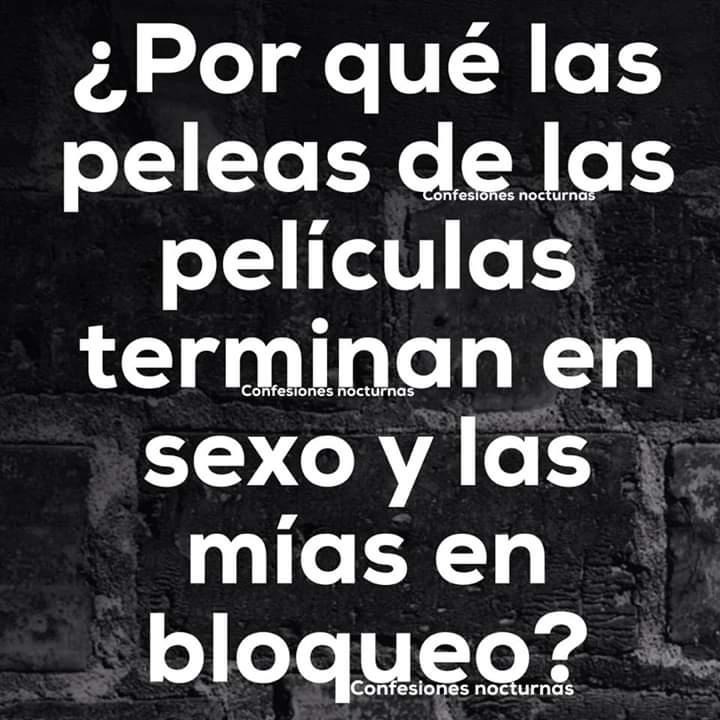 ¿Por qué las
peleas de las
Confesiones nocturnas
películas
terminan en
Confesiones nocturnas
sexo y las
mías en
bloqueo?
Confesiones nocturnas